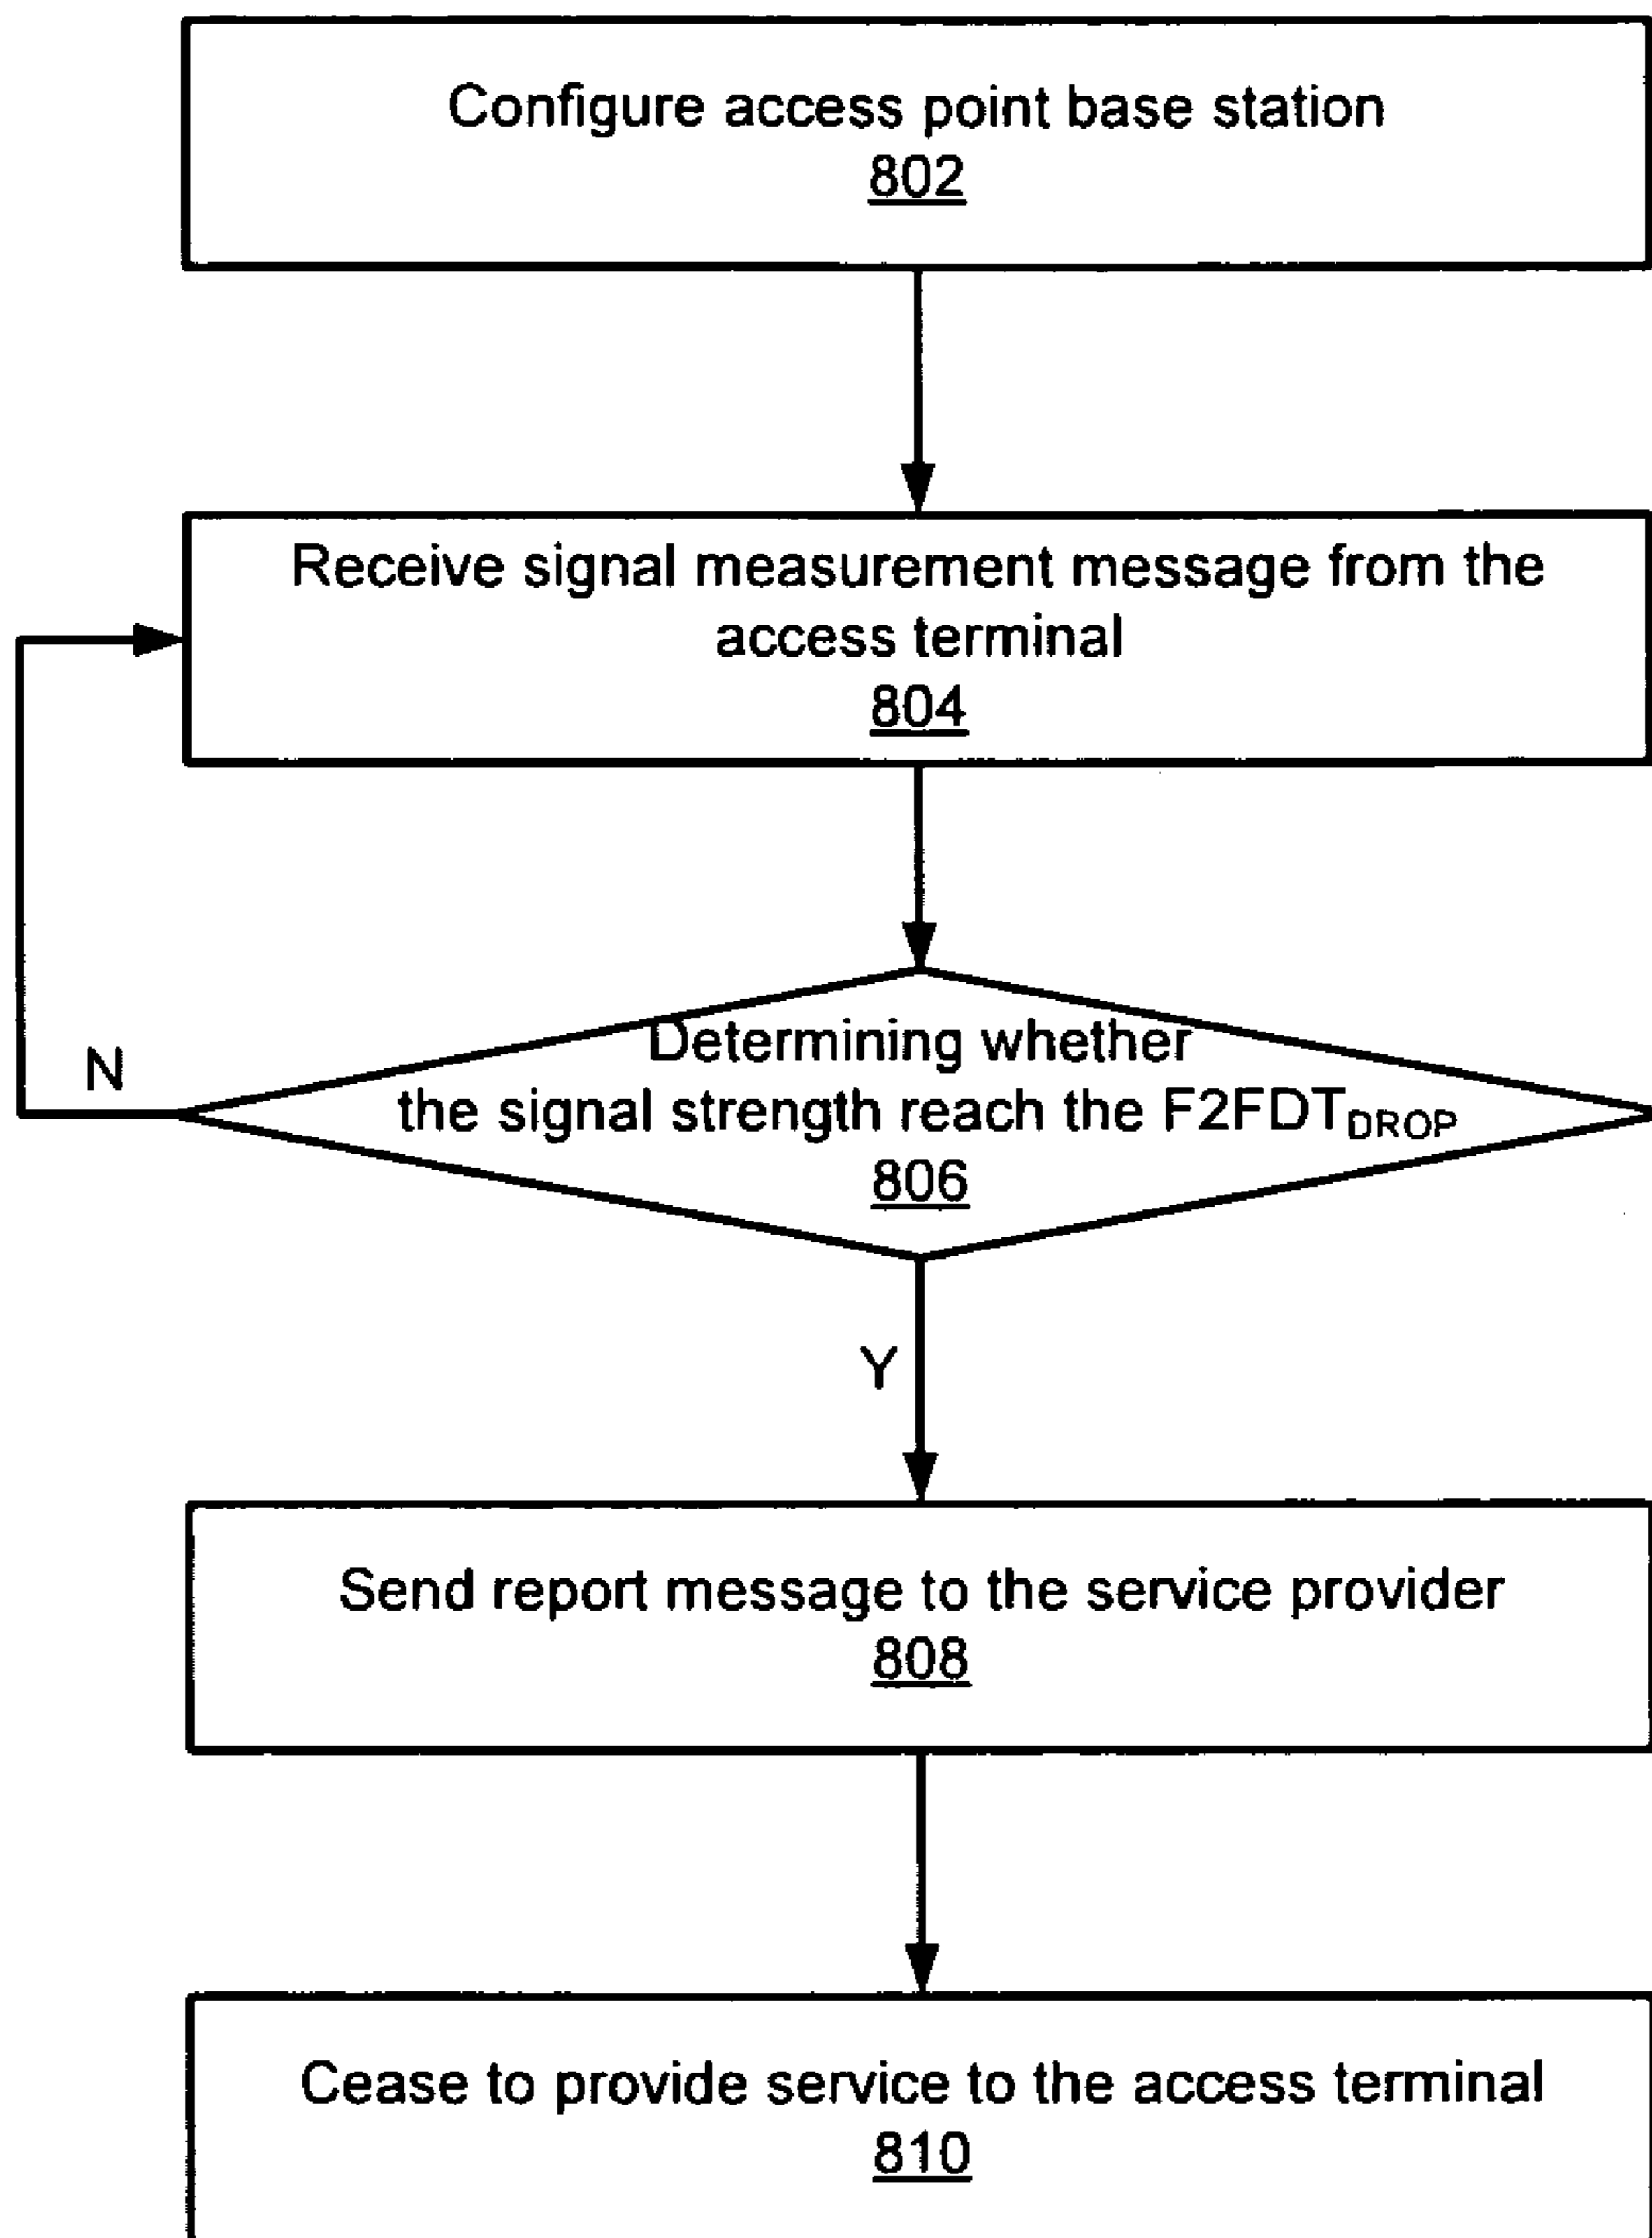 Configure access point base station
802
Receive signal measurement message from the
access terminal
804
N
Determining whether
the signal strength reach the F2FDT_DROP
806
Y
Send report message to the service provider
808
Cease to provide service to the access terminal
810